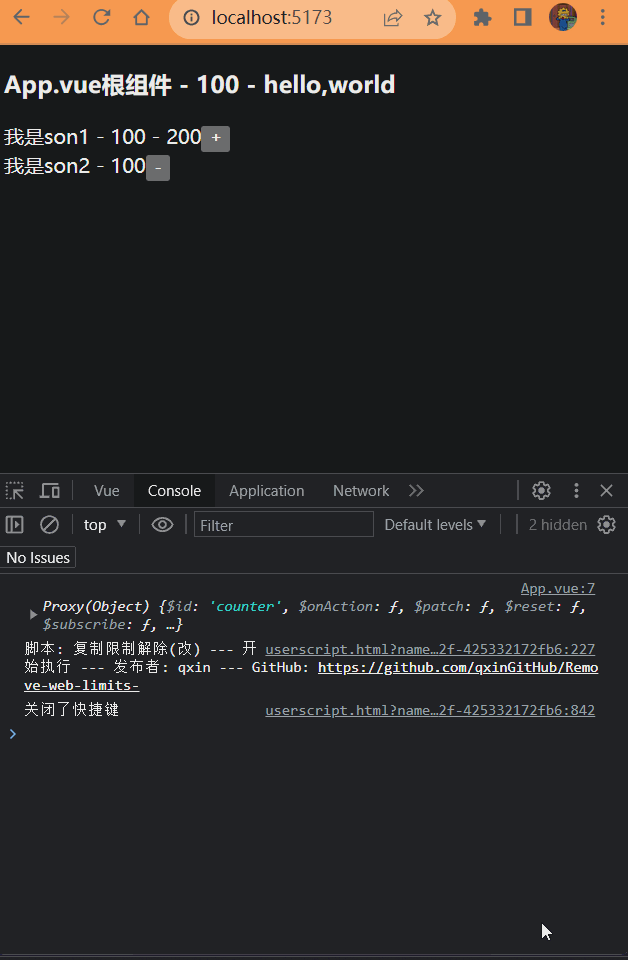 localhost:5173
App.vue根组件 - 100 - hello,world
我是son1 - 100 - 200+
我是son2 - 100-
Vue Console Application Network
top Filter Default levels 2 hidden
No Issues
App.vue:7
Proxy(Object) {$id: 'counter', $onAction: ƒ, $patch: ƒ, $reset: ƒ,
$subscribe: ƒ, …}
脚本: 复制限制解除(改) --- 开 userscript.html?name…2f-425332172fb6:227
始执行 --- 发布者: qxin --- GitHub: https://github.com/qxinGitHub/Remo
ve-web-limits-
关闭了快捷键 userscript.html?name…2f-425332172fb6:842